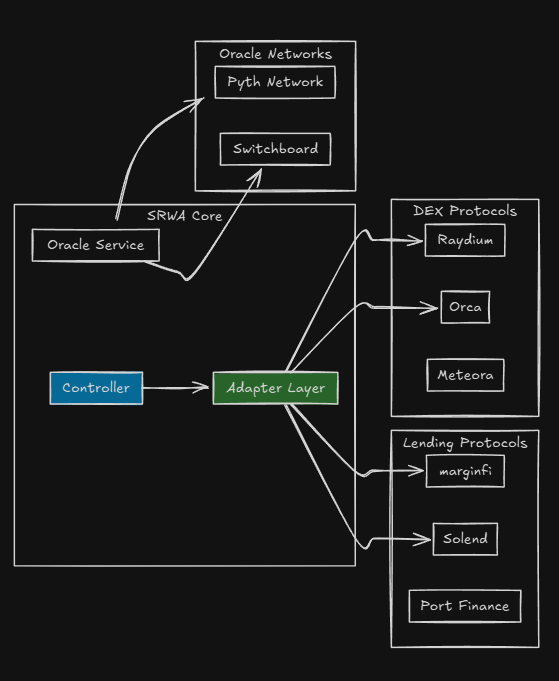 Oracle Networks
Pyth Network
Switchboard
SRWA Core
Oracle Service
Controller
Adapter Layer
DEX Protocols
Raydium
Orca
Meteora
Lending Protocols
marginfi
Solend
Port Finance